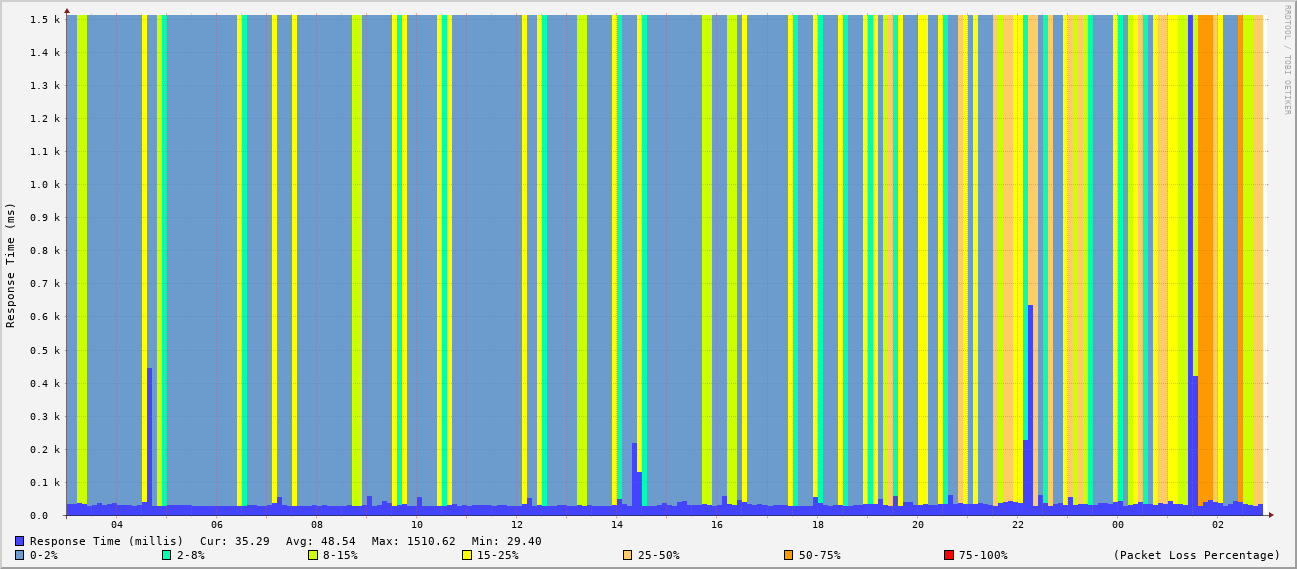 RRDTOOL / TOBI OETIKER
Response Time (ms)
1.5 k
1.4 k
1.3 k
1.2 k
1.1 k
1.0 k
0.9 k
0.8 k
0.7 k
0.6 k
0.5 k
0.4 k
0.3 k
0.2 k
0.1 k
0.0
04 06 08 10 12 14 16 18 20 22 00 02
Response Time (millis) Cur: 35.29 Avg: 48.54 Max: 1510.62 Min: 29.40
0-2% 2-8% 8-15% 15-25% 25-50% 50-75% 75-100% (Packet Loss Percentage)